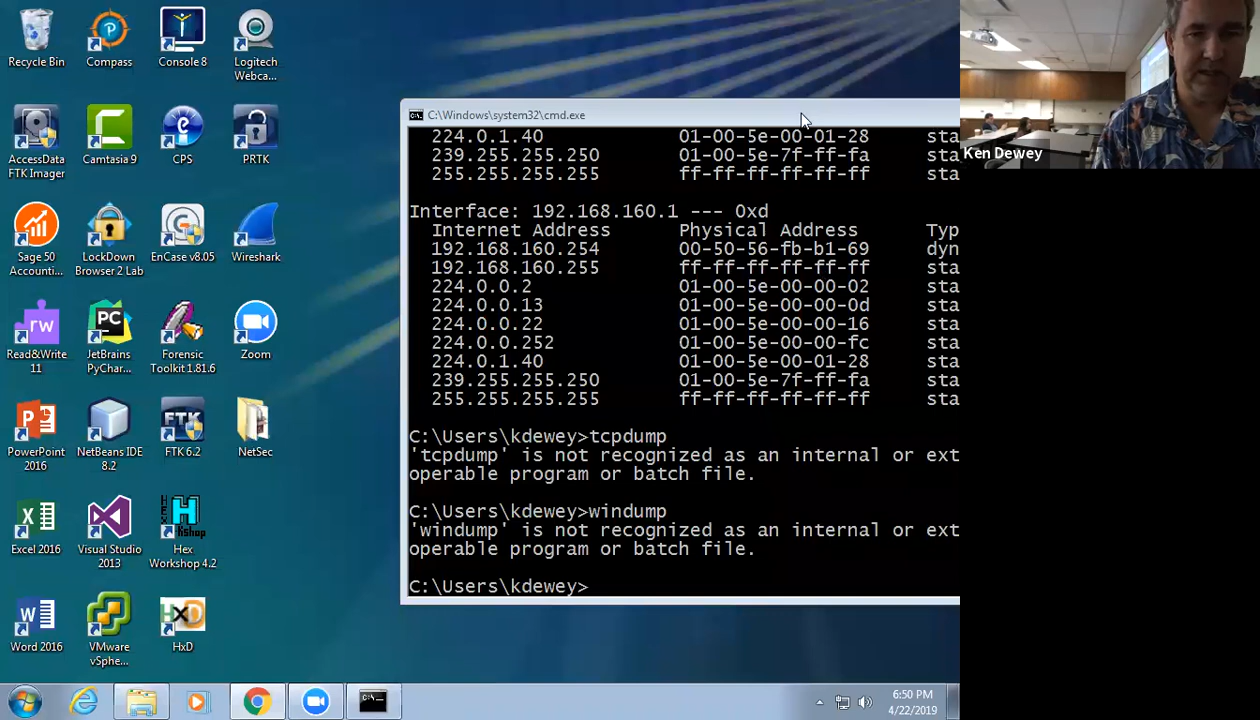 Recycle Bin
Compass
Console 8
Logitech
Webca...
AccessData
FTK Imager
Camtasia 9
CPS
PRTK
Sage 50
Accounti...
LockDown
Browser 2 Lab
EnCase v8.05
Wireshark
rw
Read&Write
11
PC
JetBrains
PyChar...
Forensic
Toolkit 1.81.6
Zoom
PowerPoint
2016
NetBeans IDE
8.2
FTK
FTK 6.2
NetSec
Excel 2016
Visual Studio
2013
Hex
Workshop 4.2
Word 2016
VMware
vSphe...
HxD
HxD
C:\Windows\system32\cmd.exe
224.0.1.40 01-00-5e-00-01-28 sta
239.255.255.250 01-00-5e-7f-ff-fa sta
255.255.255.255 ff-ff-ff-ff-ff-ff sta
Interface: 192.168.160.1 --- 0xd
Internet Address Physical Address Typ
192.168.160.254 00-50-56-fb-b1-69 dyn
192.168.160.255 ff-ff-ff-ff-ff-ff sta
224.0.0.2 01-00-5e-00-00-02 sta
224.0.0.13 01-00-5e-00-00-0d sta
224.0.0.22 01-00-5e-00-00-16 sta
224.0.0.252 01-00-5e-00-00-fc sta
224.0.1.40 01-00-5e-00-01-28 sta
239.255.255.250 01-00-5e-7f-ff-fa sta
255.255.255.255 ff-ff-ff-ff-ff-ff sta
C:\Users\kdewey>tcpdump
'tcpdump' is not recognized as an internal or ext
operable program or batch file.
C:\Users\kdewey>windump
'windump' is not recognized as an internal or ext
operable program or batch file.
C:\Users\kdewey>
Ken Dewey
6:50 PM
4/22/2019